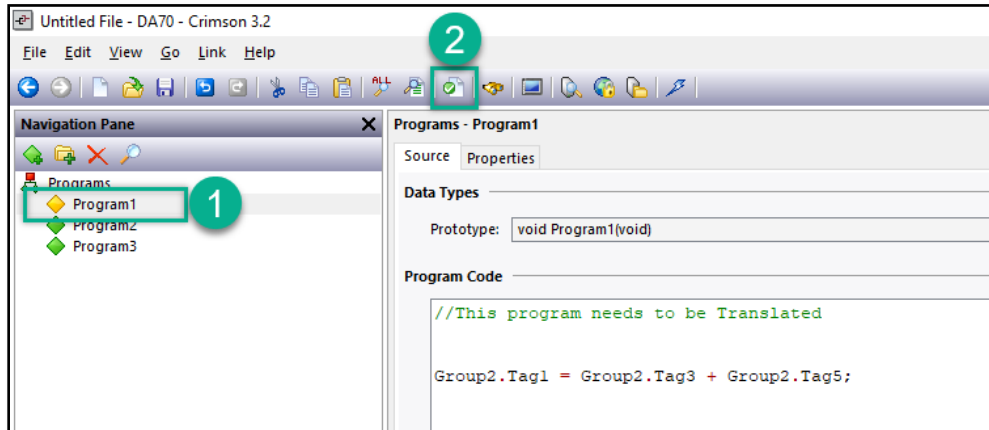 Untitled File - DA70 - Crimson 3.2
File Edit View Go Link Help
2
ALL
Navigation Pane
Programs - Program1
Source Properties
Programs
Data Types
Program1
1
Prototype: void Program1(void)
Program2
Program3
Program Code
//This program needs to be Translated
Group2.Tag1 = Group2.Tag3 + Group2.Tag5;